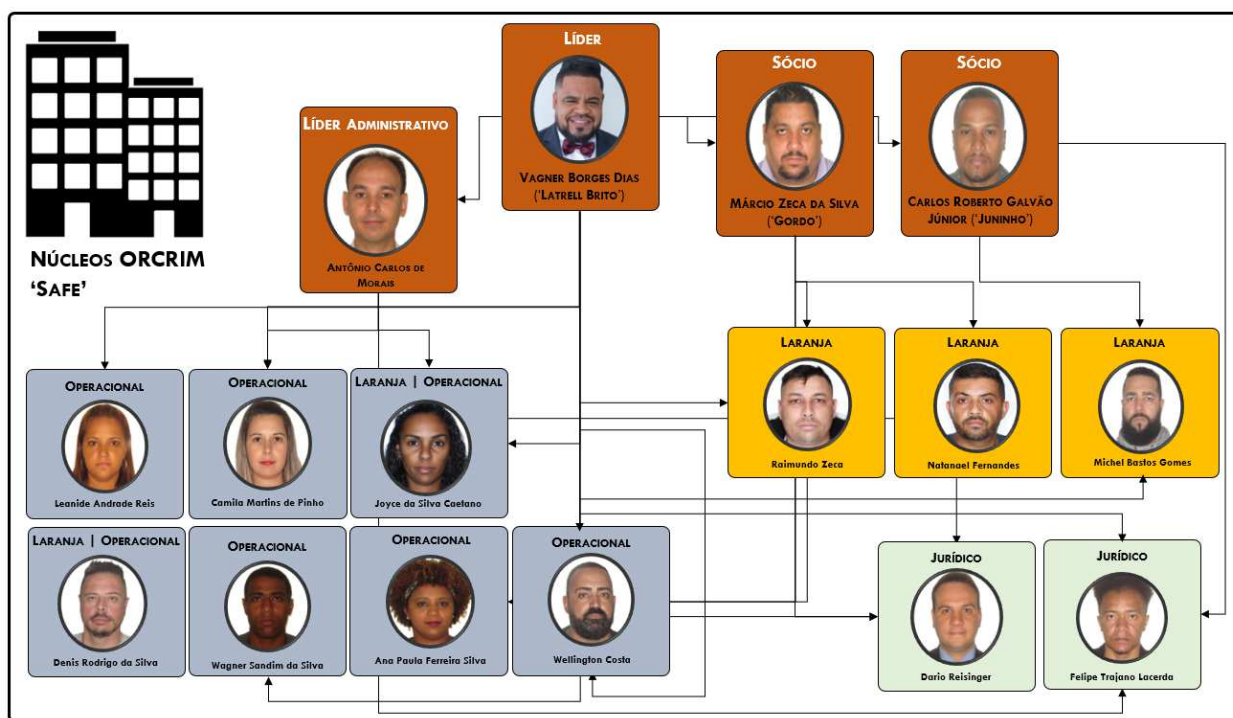 LÍDER
VAGNER BORGES DIAS
('LATRELL BRITO')
SÓCIO
MÁRCIO ZECA DA SILVA
('GORDO')
SÓCIO
CARLOS ROBERTO GALVÃO
JÚNIOR ('JUNINHO')
LÍDER ADMINISTRATIVO
ANTÔNIO CARLOS DE
MORAIS
NÚCLEOS ORCRIM
'SAFE'
LARANJA
Raimundo Zeca
LARANJA
Natanael Fernandes
LARANJA
Michel Bastos Gomes
OPERACIONAL
Leanide Andrade Reis
OPERACIONAL
Camila Martins de Pinho
LARANJA | OPERACIONAL
Joyce da Silva Caetano
LARANJA | OPERACIONAL
Denis Rodrigo da Silva
OPERACIONAL
Wagner Sandim da Silva
OPERACIONAL
Ana Paula Ferreira Silva
OPERACIONAL
Wellington Costa
JURÍDICO
Dario Reisinger
JURÍDICO
Felipe Trajano Lacerda